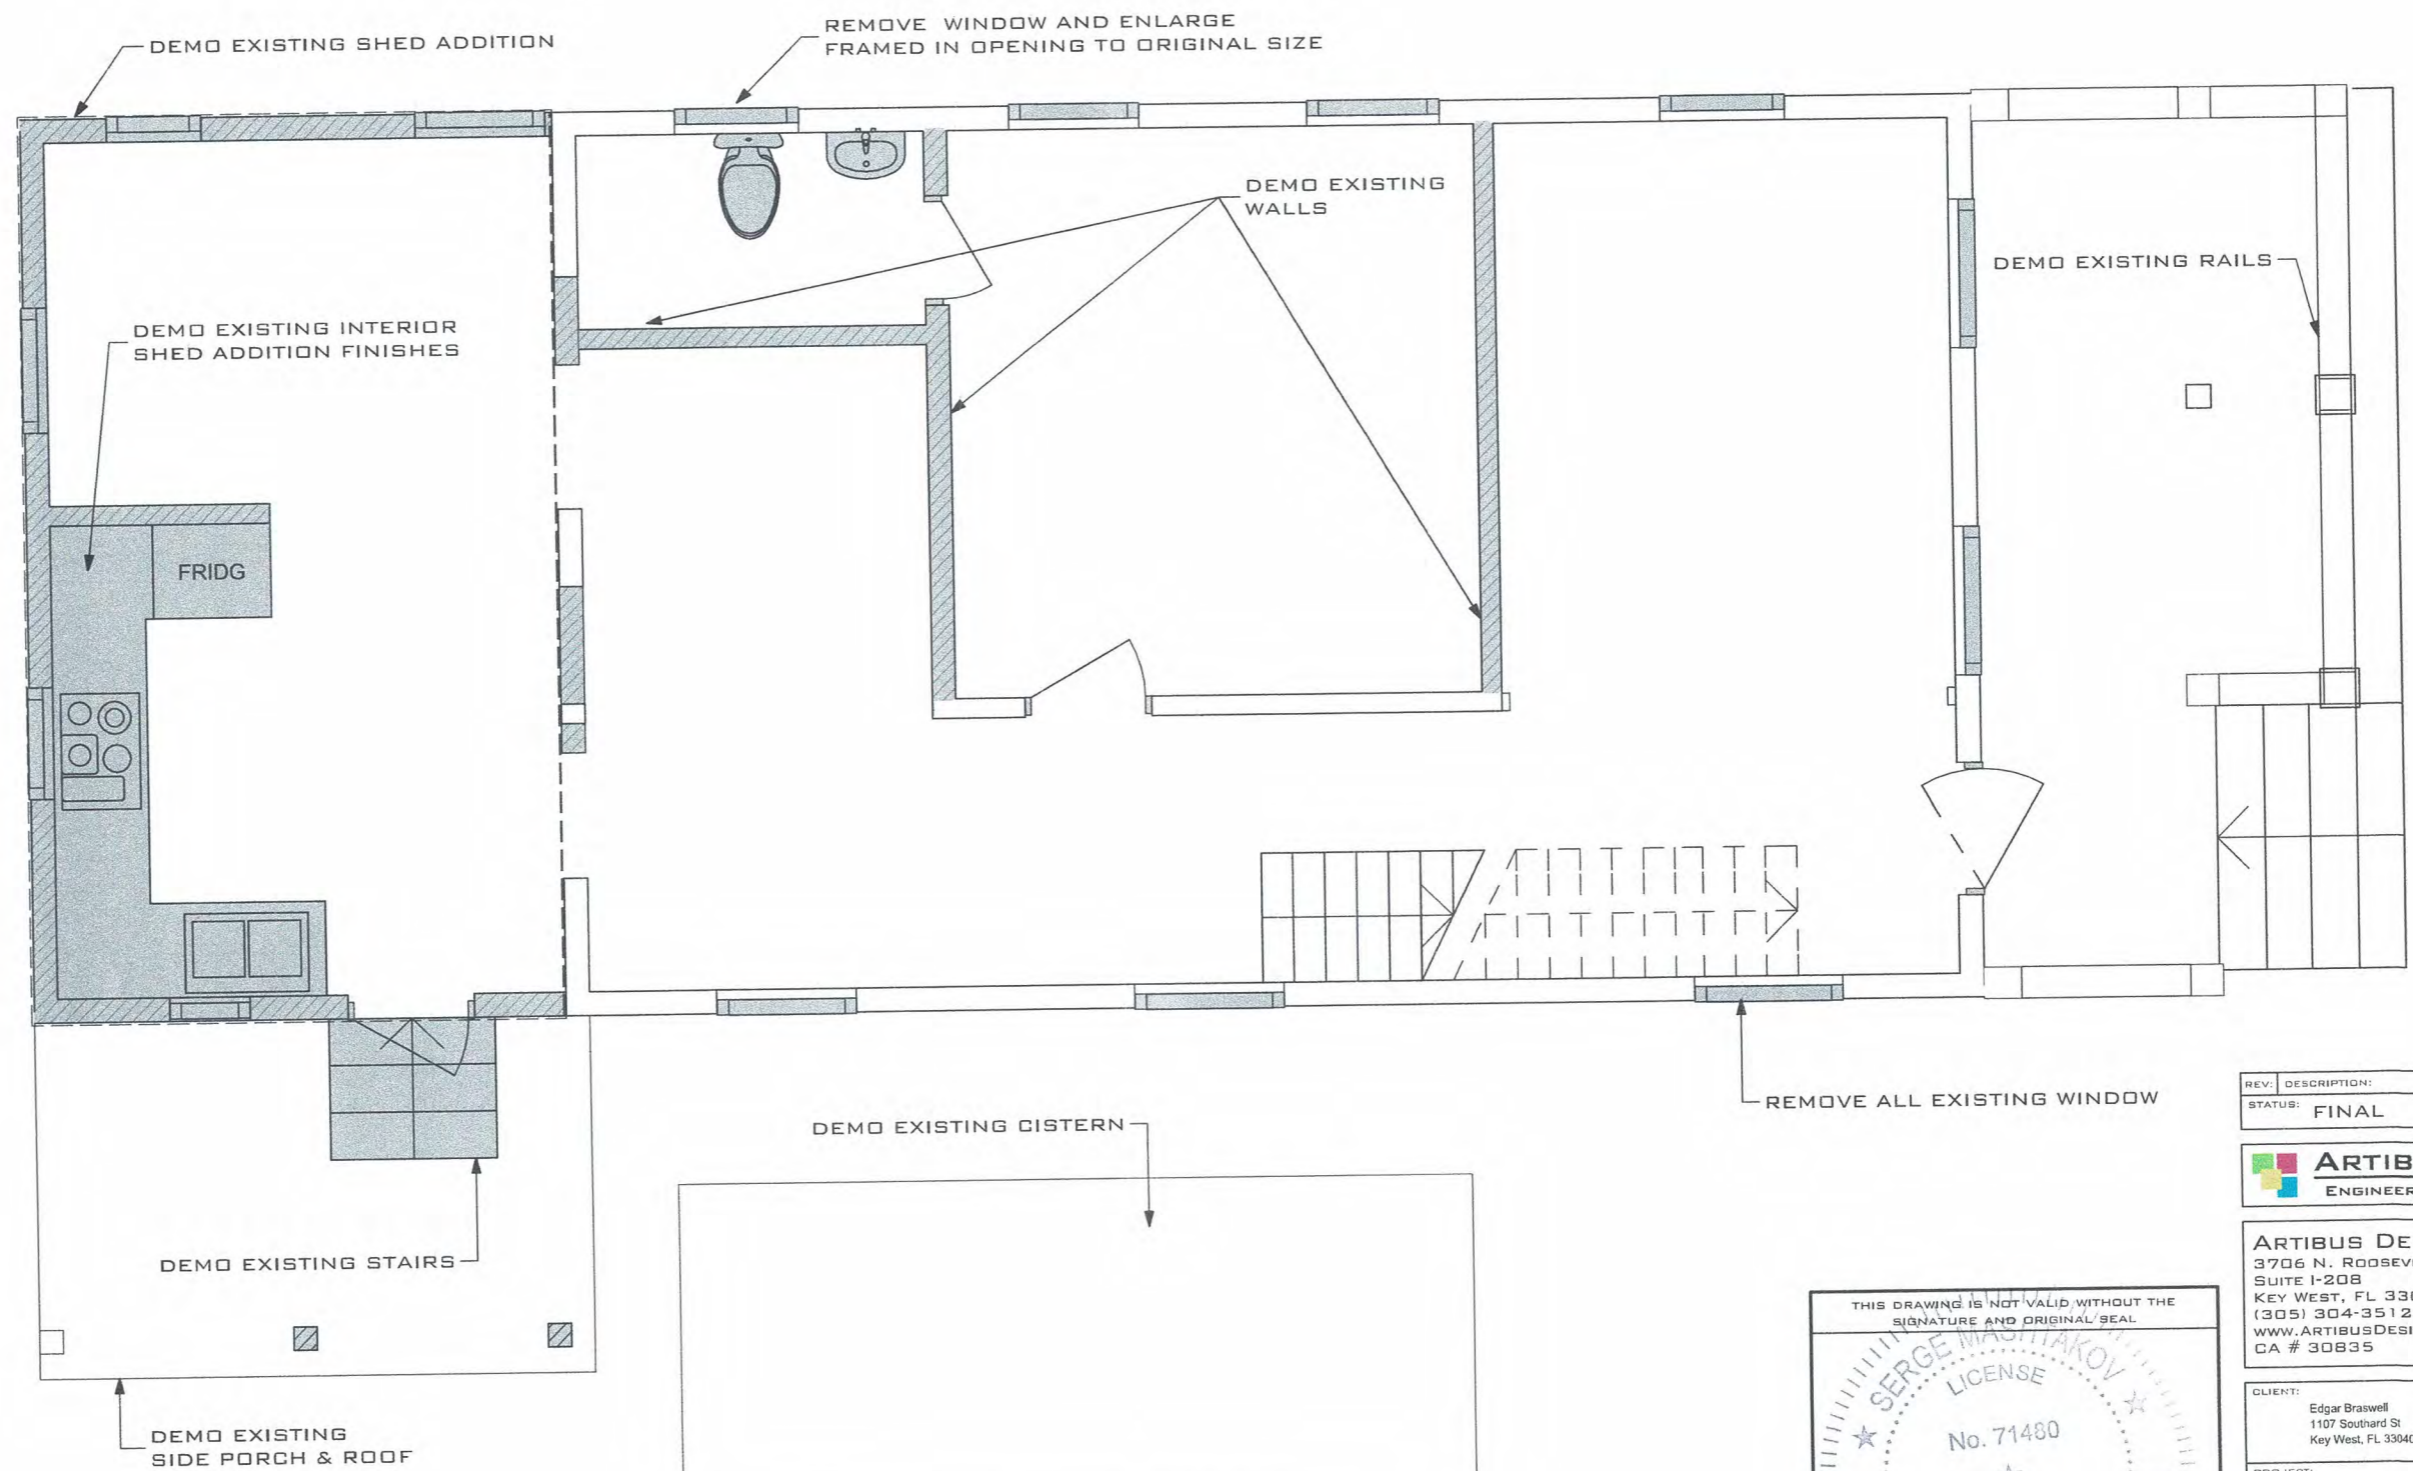 DEMO EXISTING SHED ADDITION
REMOVE WINDOW AND ENLARGE
FRAMED IN OPENING TO ORIGINAL SIZE
DEMO EXISTING
WALLS
DEMO EXISTING RAILS
DEMO EXISTING INTERIOR
SHED ADDITION FINISHES
FRIDG
REMOVE ALL EXISTING WINDOW
DEMO EXISTING CISTERN
DEMO EXISTING STAIRS
DEMO EXISTING
SIDE PORCH & ROOF
THIS DRAWING IS NOT VALID WITHOUT THE
SIGNATURE AND ORIGINAL SEAL
SERGE MASHTAKOV
LICENSE
No. 71480
REV: DESCRIPTION:
STATUS: FINAL
ARTIB
ENGINEER
ARTIBUS DE
3706 N. ROOSEV
SUITE I-208
KEY WEST, FL 33
(305) 304-3512
WWW.ARTIBUSDESI
CA # 30835
CLIENT:
Edgar Braswell
1107 Southard St
Key West, FL 33040